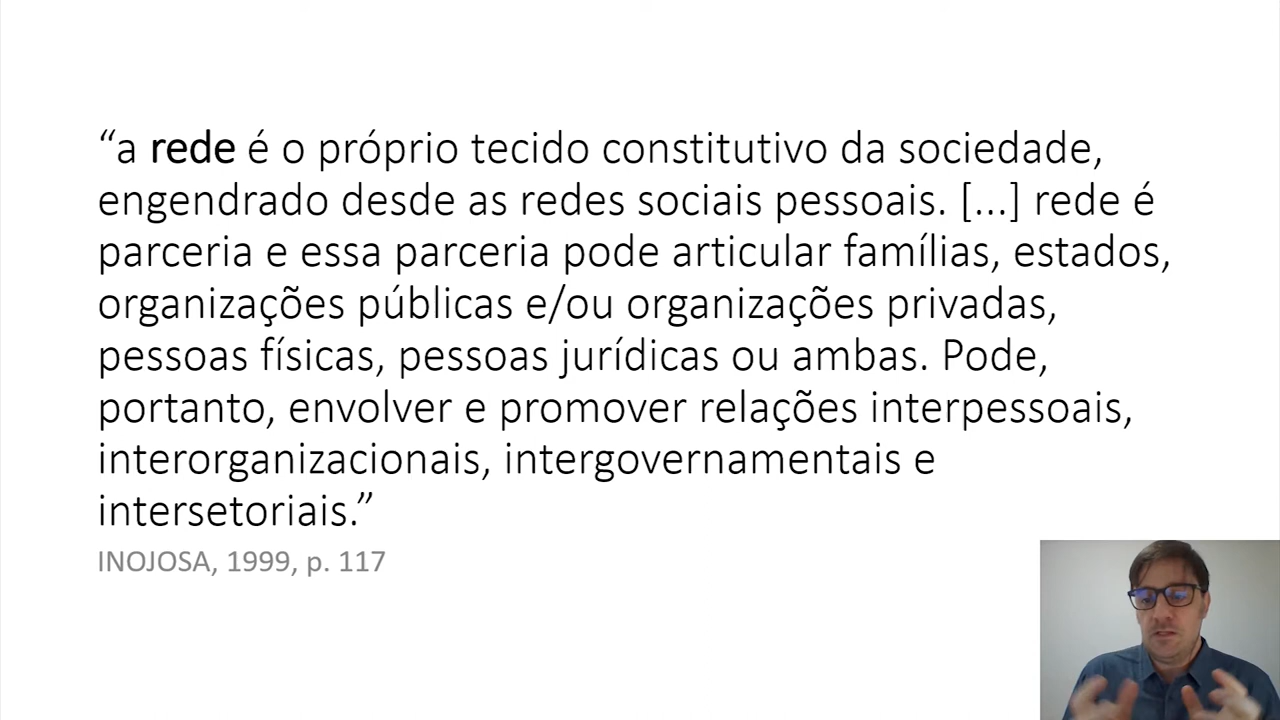 “a rede é o próprio tecido constitutivo da sociedade,
engendrado desde as redes sociais pessoais. [...] rede é
parceria e essa parceria pode articular famílias, estados,
organizações públicas e/ou organizações privadas,
pessoas físicas, pessoas jurídicas ou ambas. Pode,
portanto, envolver e promover relações interpessoais,
interorganizacionais, intergovernamentais e
intersetoriais.”
INOJOSA, 1999, p. 117